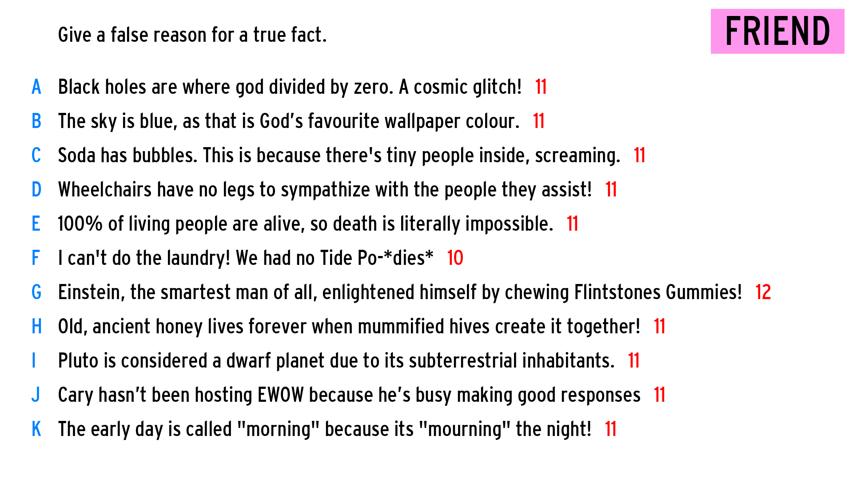 Give a false reason for a true fact.
FRIEND
A Black holes are where god divided by zero. A cosmic glitch! 11
B The sky is blue, as that is God's favourite wallpaper colour. 11
C Soda has bubbles. This is because there's tiny people inside, screaming. 11
D Wheelchairs have no legs to sympathize with the people they assist! 11
E 100% of living people are alive, so death is literally impossible. 11
F I can't do the laundry! We had no Tide Po-*dies* 10
G Einstein, the smartest man of all, enlightened himself by chewing Flintstones Gummies! 12
H Old, ancient honey lives forever when mummified hives create it together! 11
I Pluto is considered a dwarf planet due to its subterrestrial inhabitants. 11
J Cary hasn’t been hosting EWOW because he’s busy making good responses 11
K The early day is called "morning" because its "mourning" the night! 11